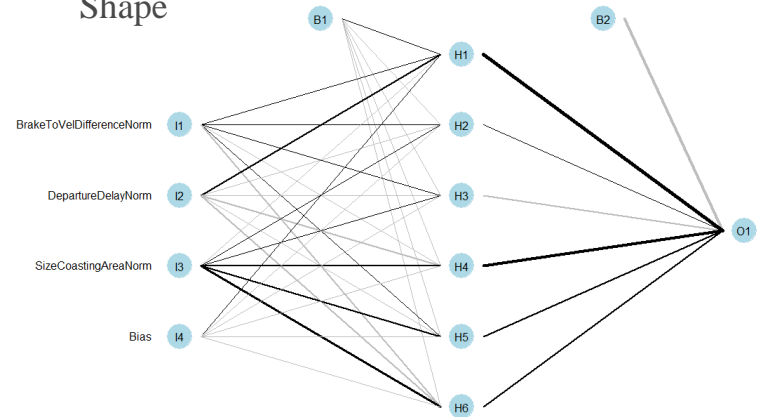 Shape
B1
B2
H1
BrakeToVelDifferenceNorm I1 H2
DepartureDelayNorm I2 H3
O1
SizeCoastingAreaNorm I3 H4
Bias I4 H5
H6